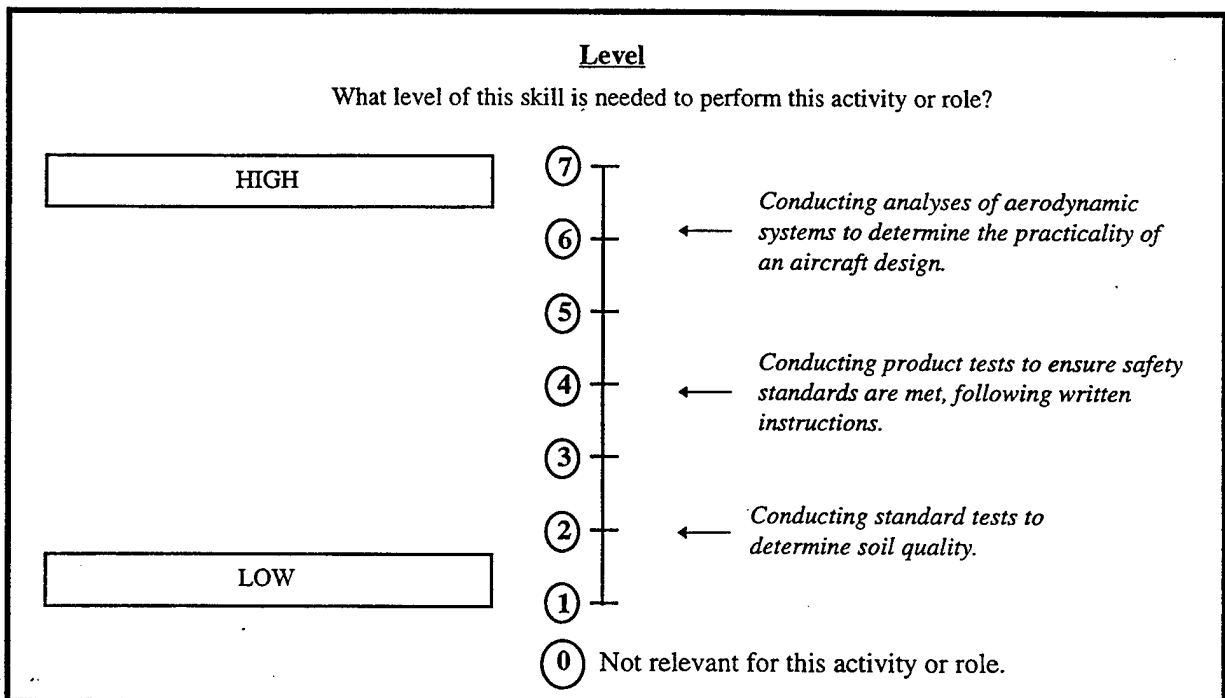 Level
What level of this skill is needed to perform this activity or role?
HIGH
7
Conducting analyses of aerodynamic
systems to determine the practicality of
an aircraft design.
6
5
Conducting product tests to ensure safety
standards are met, following written
instructions.
4
3
Conducting standard tests to
determine soil quality.
2
LOW
1
0 Not relevant for this activity or role.